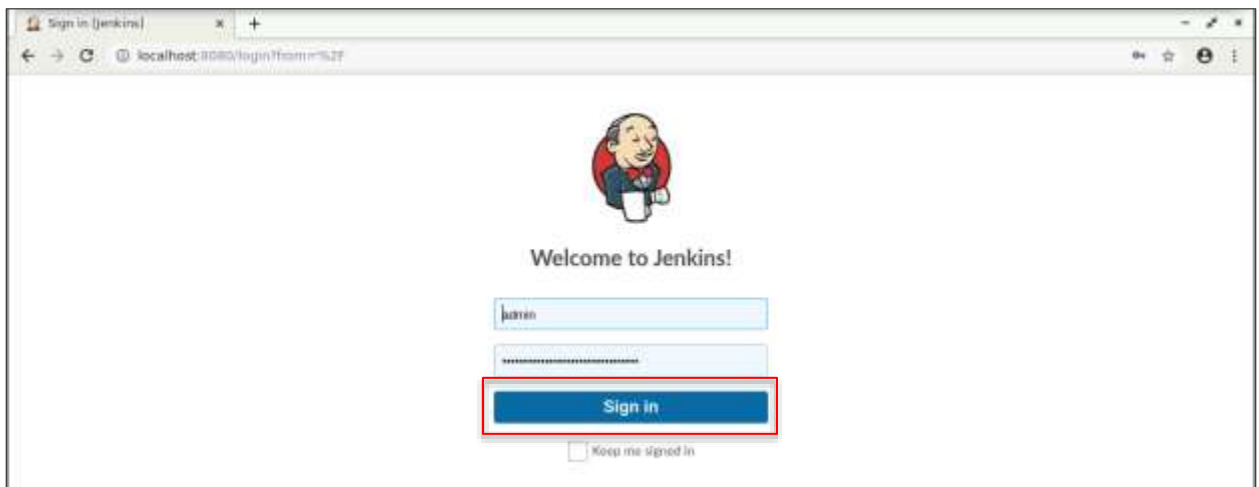 Sign in [Jenkins]
localhost:8080/login?from=%2F
Welcome to Jenkins!
admin
Sign in
Keep me signed in